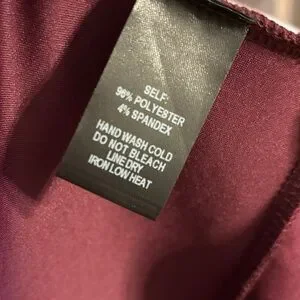 SELF:
96% POLYESTER
4% SPANDEX
HAND WASH COLD
DO NOT BLEACH
LINE DRY
IRON LOW HEAT